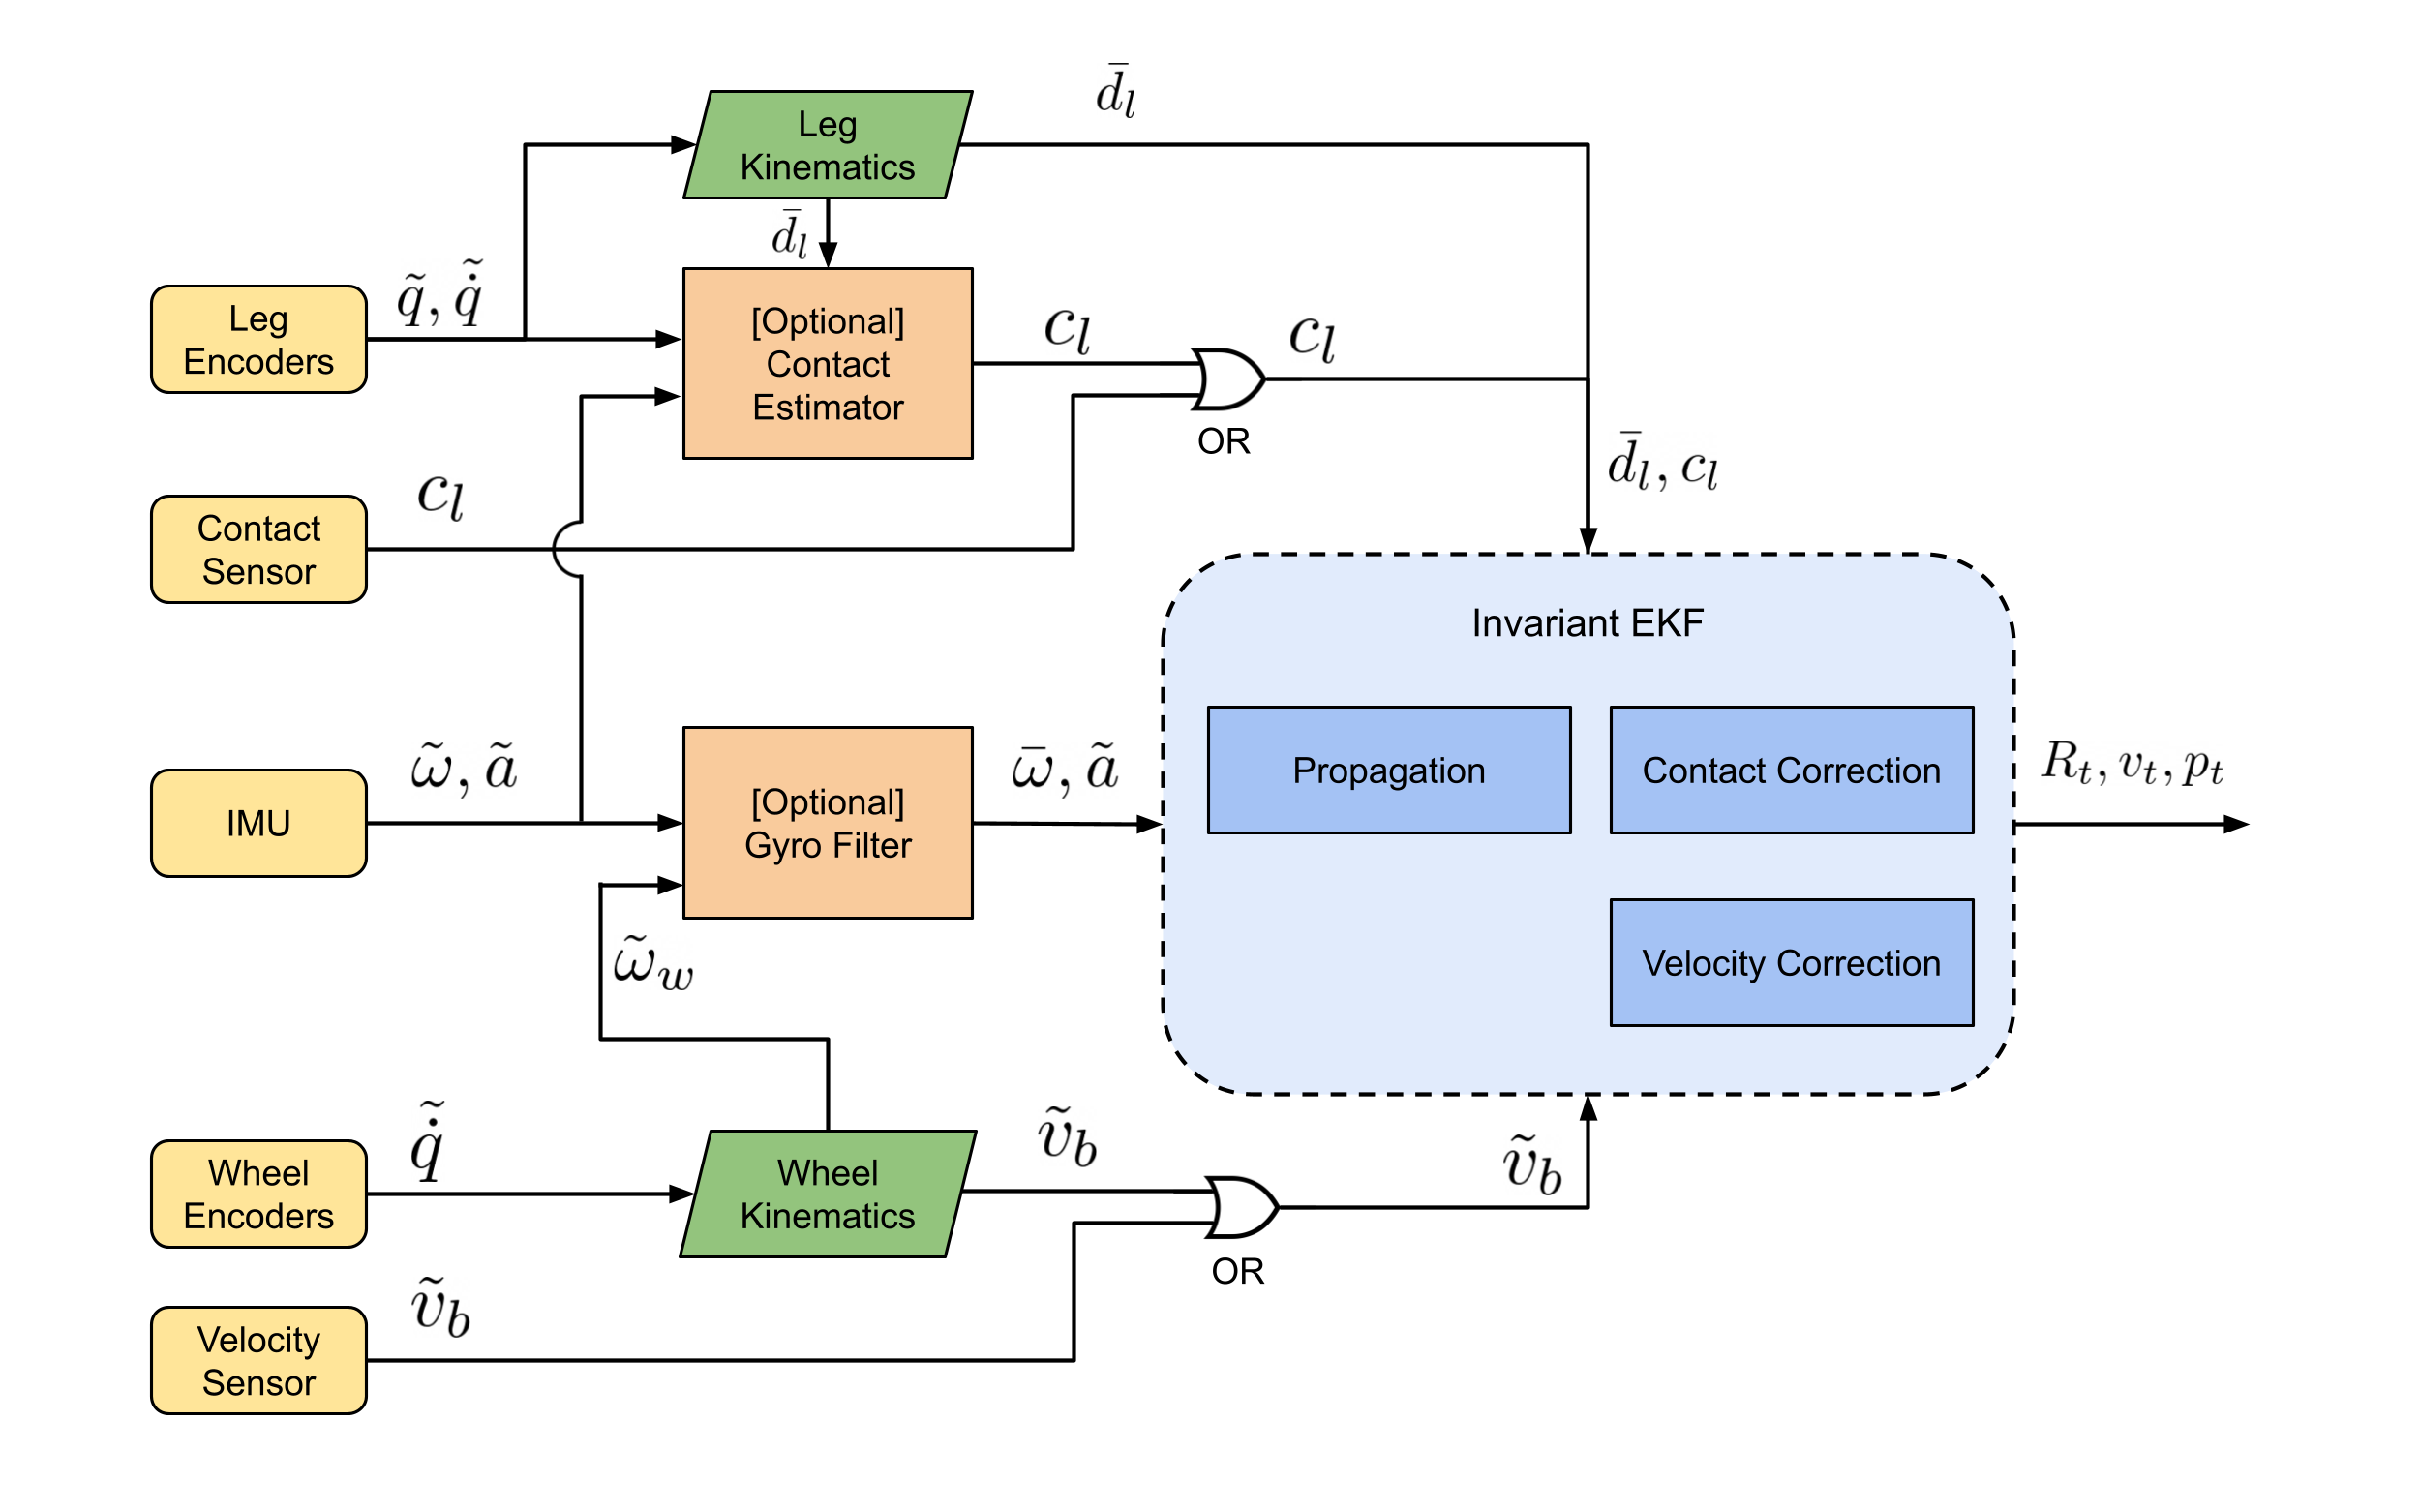 $\bar{d}_l$
Leg
Kinematics
$\bar{d}_l$
$\tilde{q}, \tilde{\dot{q}}$
Leg
Encoders
[Optional]
Contact
Estimator
$c_l$
$c_l$
OR
$\bar{d}_l, c_l$
$c_l$
Contact
Sensor
Invariant EKF
Propagation
Contact Correction
Velocity Correction
$R_t, v_t, p_t$
$\tilde{\omega}, \tilde{a}$
IMU
[Optional]
Gyro Filter
$\bar{\omega}, \tilde{a}$
$\tilde{\omega}_w$
$\tilde{\dot{q}}$
Wheel
Encoders
Wheel
Kinematics
$\tilde{v}_b$
$\tilde{v}_b$
OR
$\tilde{v}_b$
Velocity
Sensor